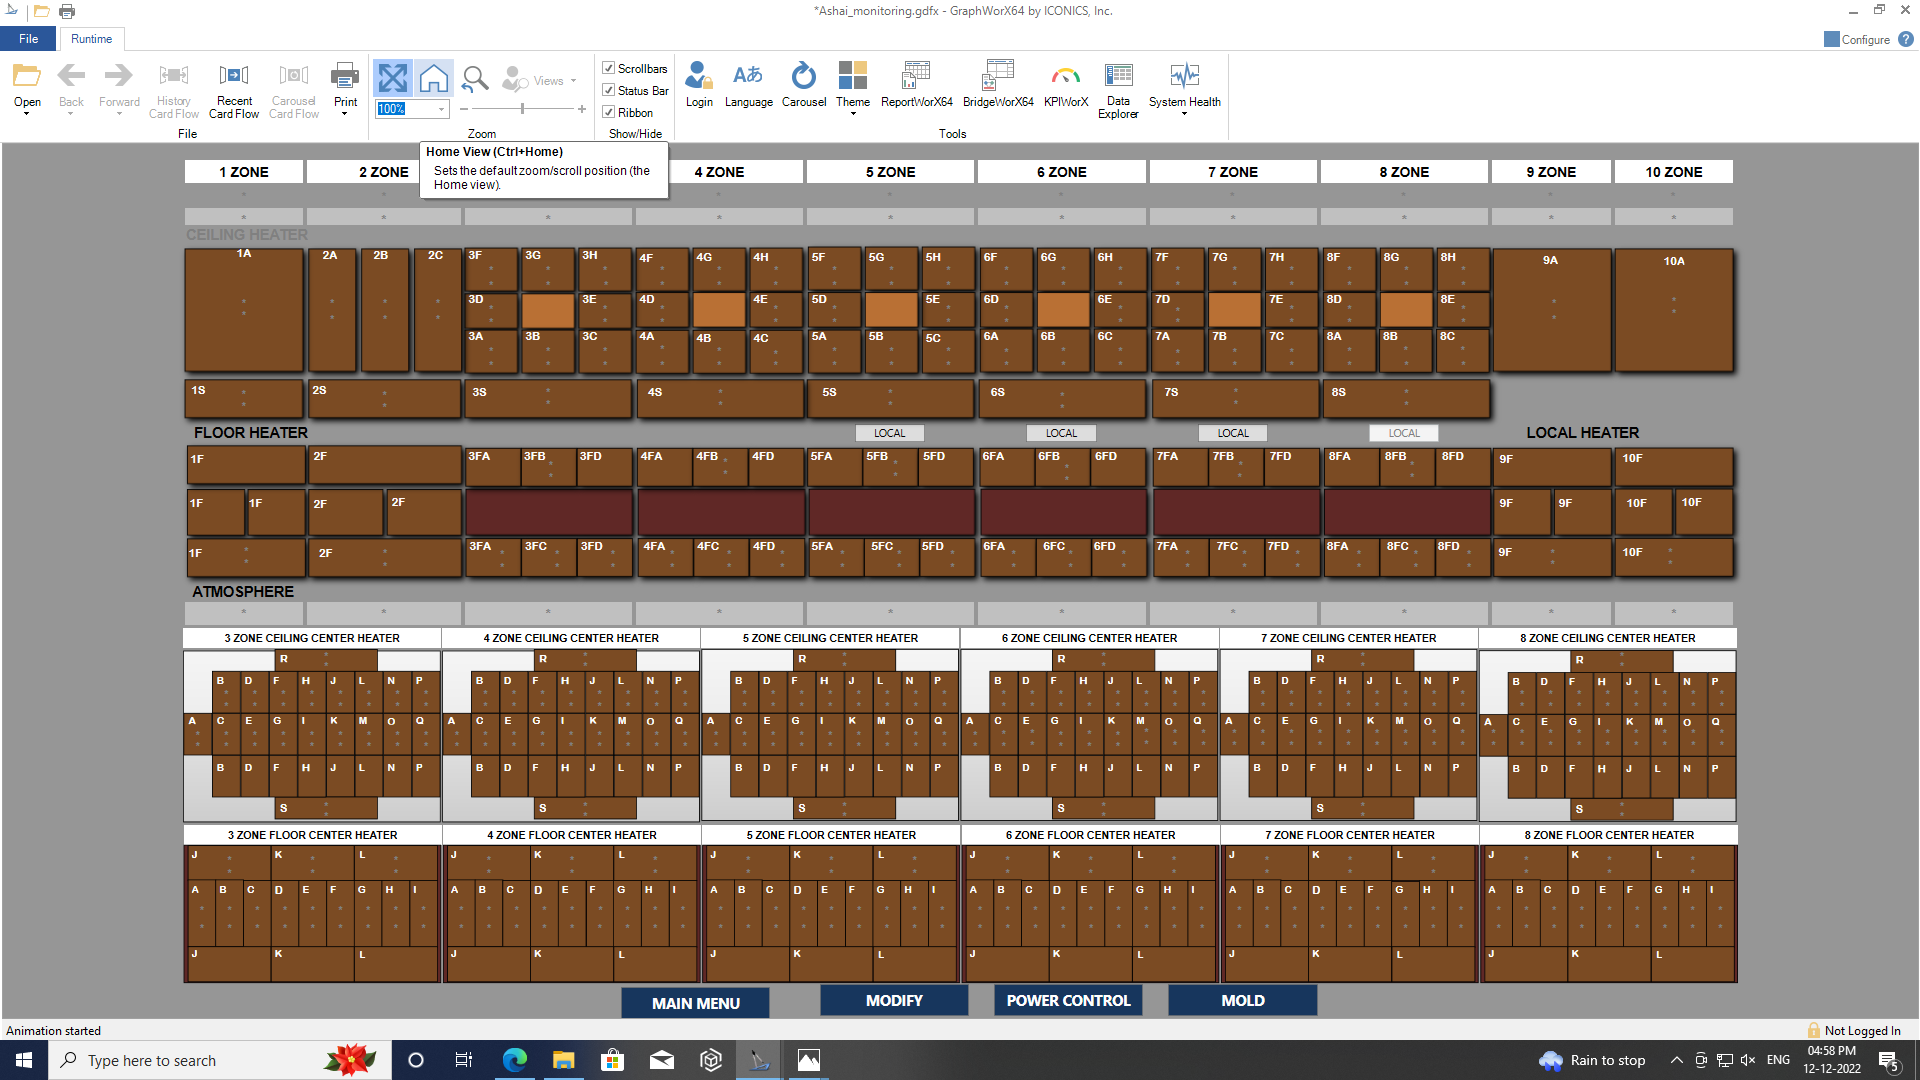 *Ashai_monitoring.gdfx - GraphWorX64 by ICONICS, Inc.
File Runtime Configure ?
Open Back Forward History Card Flow Recent Card Flow Carousel Card Flow Print
Views
100%
Scrollbars
Status Bar
Ribbon
Login Language Carousel Theme ReportWorX64 BridgeWorX64 KPIWorX Data Explorer System Health
File Zoom Show/Hide Tools
Home View (Ctrl+Home)
Sets the default zoom/scroll position (the
Home view).
1 ZONE 2 ZONE 4 ZONE 5 ZONE 6 ZONE 7 ZONE 8 ZONE 9 ZONE 10 ZONE
* * * * * * * * * *
CEILING HEATER
1A 2A 2B 2C 3F 3G 3H 4F 4G 4H 5F 5G 5H 6F 6G 6H 7F 7G 7H 8F 8G 8H 9A 10A
3D 3E 4D 4E 5D 5E 6D 6E 7D 7E 8D 8E
3A 3B 3C 4A 4B 4C 5A 5B 5C 6A 6B 6C 7A 7B 7C 8A 8B 8C
1S 2S 3S 4S 5S 6S 7S 8S
FLOOR HEATER LOCAL LOCAL LOCAL LOCAL LOCAL HEATER
1F 2F 3FA 3FB 3FD 4FA 4FB 4FD 5FA 5FB 5FD 6FA 6FB 6FD 7FA 7FB 7FD 8FA 8FB 8FD 9F 10F
1F 1F 2F 2F 9F 9F 10F 10F
1F 2F 3FA 3FC 3FD 4FA 4FC 4FD 5FA 5FC 5FD 6FA 6FC 6FD 7FA 7FC 7FD 8FA 8FC 8FD 9F 10F
ATMOSPHERE
* * * * * * * * * *
3 ZONE CEILING CENTER HEATER 4 ZONE CEILING CENTER HEATER 5 ZONE CEILING CENTER HEATER 6 ZONE CEILING CENTER HEATER 7 ZONE CEILING CENTER HEATER 8 ZONE CEILING CENTER HEATER
R R R R R R
B D F H J L N P B D F H J L N P B D F H J L N P B D F H J L N P B D F H J L N P B D F H J L N P
A C E G I K M O Q A C E G I K M O Q A C E G I K M O Q A C E G I K M O Q A C E G I K M O Q A C E G I K M O Q
B D F H J L N P B D F H J L N P B D F H J L N P B D F H J L N P B D F H J L N P B D F H J L N P
S S S S S S
3 ZONE FLOOR CENTER HEATER 4 ZONE FLOOR CENTER HEATER 5 ZONE FLOOR CENTER HEATER 6 ZONE FLOOR CENTER HEATER 7 ZONE FLOOR CENTER HEATER 8 ZONE FLOOR CENTER HEATER
J K L J K L J K L J K L J K L J K L
A B C D E F G H I A B C D E F G H I A B C D E F G H I A B C D E F G H I A B C D E F G H I A B C D E F G H I
J K L J K L J K L J K L J K L J K L
MAIN MENU MODIFY POWER CONTROL MOLD
Animation started Not Logged In
Type here to search Rain to stop ENG 04:58 PM
12-12-2022 5